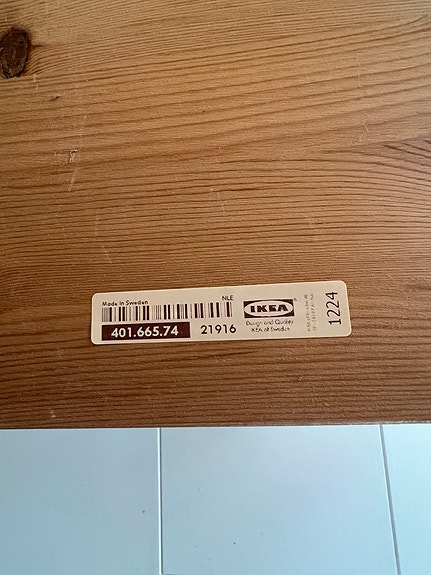 Made in Sweden
NLE
401.665.74
21916
IKEA
®
Design and Quality
IKEA of Sweden
1224